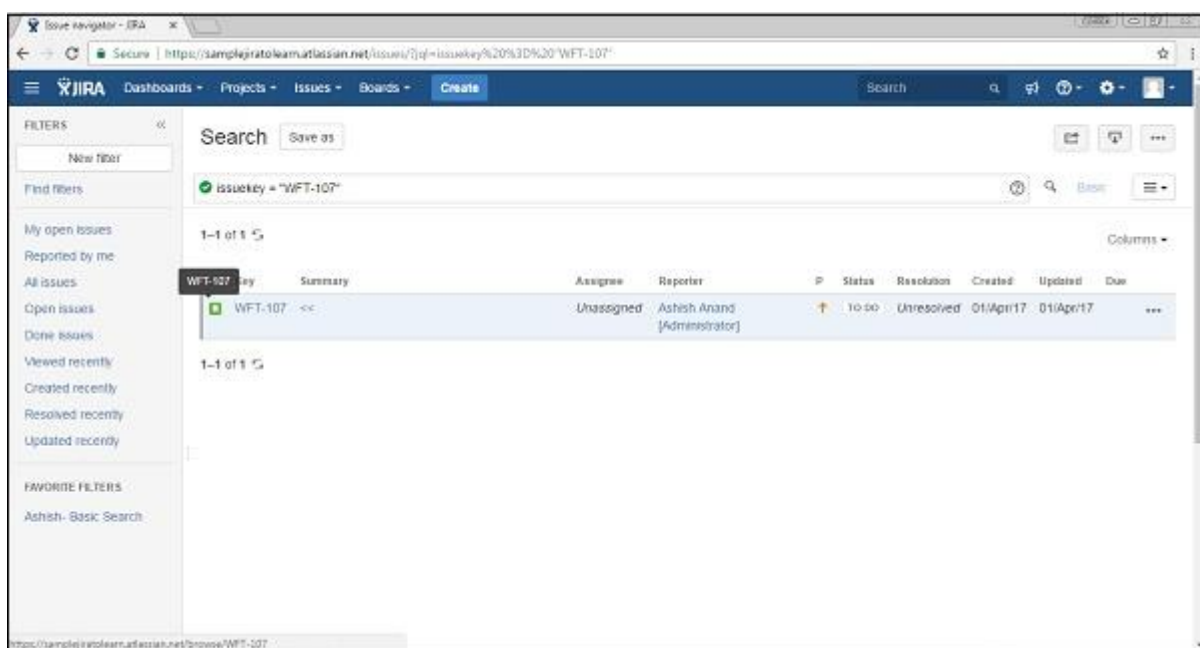 Issue navigator - JIRA
Secure | https://samplejiratolearn.atlassian.net/issues/?jql=issuekey%20%3D%20"WFT-107"
JIRA Dashboards Projects Issues Boards Create Search
FILTERS
New filter
Find filters
My open issues
Reported by me
All issues
Open issues
Done issues
Viewed recently
Created recently
Resolved recently
Updated recently
FAVORITE FILTERS
Ashish- Basic Search
Search Save as
issuekey = "WFT-107" Basic
1–1 of 1
Columns
WFT-107 Summary Assignee Reporter P Status Resolution Created Updated Due
WFT-107 << Unassigned Ashish Anand TO DO Unresolved 01/Apr/17 01/Apr/17
[Administrator]
1–1 of 1
https://samplejiratolearn.atlassian.net/browse/WFT-107